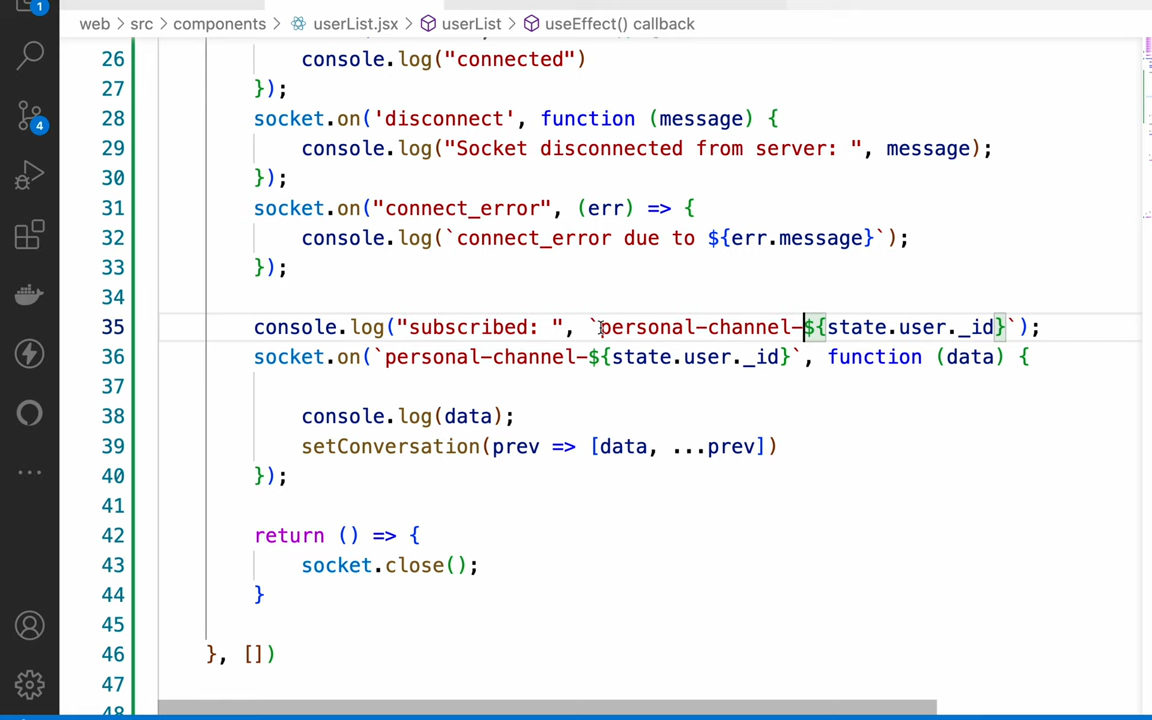 1
web > src > components > userList.jsx > userList > useEffect() callback
26 console.log("connected")
27 });
28 socket.on('disconnect', function (message) {
29 console.log("Socket disconnected from server: ", message);
30 });
31 socket.on("connect_error", (err) => {
32 console.log(`connect_error due to ${err.message}`);
33 });
34
4
35 console.log("subscribed: ", `personal-channel-${state.user._id}`);
36 socket.on(`personal-channel-${state.user._id}`, function (data) {
37
38 console.log(data);
39 setConversation(prev => [data, ...prev])
40 });
41
42 return () => {
43 socket.close();
44 }
45
46 }, [])
47
48